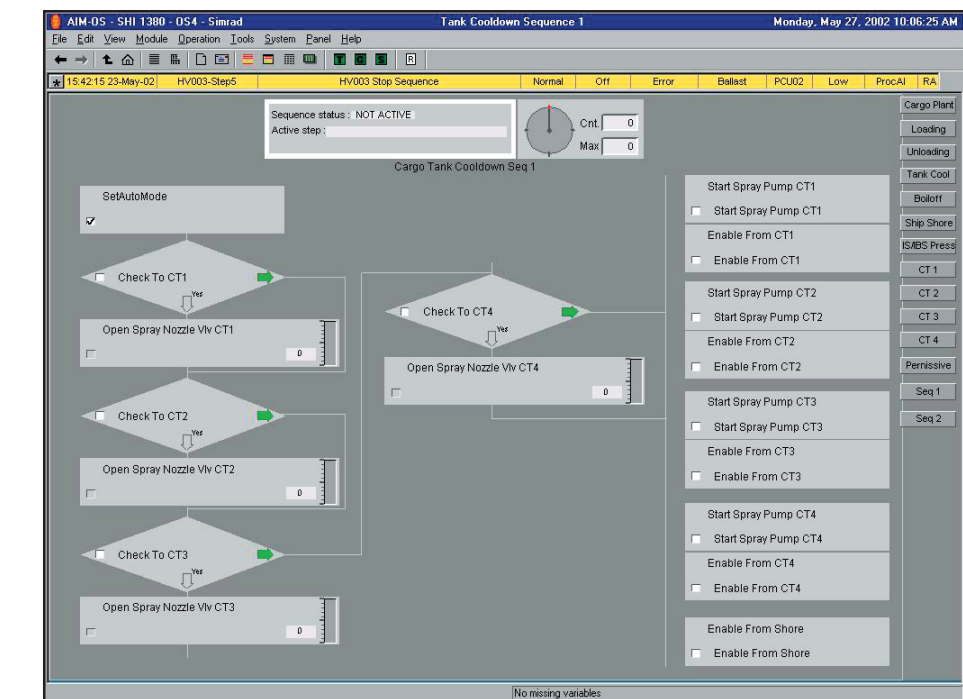 AIM-OS - SHI 1380 - OS4 - Simrad Tank Cooldown Sequence 1 Monday, May 27, 2002 10:06:25 AM
File Edit View Module Operation Tools System Panel Help
T G S R
* 15:42:15 23-May-02 HV003-Step5 HV003 Stop Sequence Normal Off Error Ballast PCU02 Low ProcAl RA
Sequence status : NOT ACTIVE
Active step :
Cnt. 0
Max 0
Cargo Tank Cooldown Seq 1
SetAutoMode
Check To CT1
Yes
Open Spray Nozzle Vlv CT1
0
Check To CT2
Yes
Open Spray Nozzle Vlv CT2
0
Check To CT3
Yes
Open Spray Nozzle Vlv CT3
0
Check To CT4
Yes
Open Spray Nozzle Vlv CT4
0
Start Spray Pump CT1
Start Spray Pump CT1
Enable From CT1
Enable From CT1
Start Spray Pump CT2
Start Spray Pump CT2
Enable From CT2
Enable From CT2
Start Spray Pump CT3
Start Spray Pump CT3
Enable From CT3
Enable From CT3
Start Spray Pump CT4
Start Spray Pump CT4
Enable From CT4
Enable From CT4
Enable From Shore
Enable From Shore
Cargo Plant
Loading
Unloading
Tank Cool
Boiloff
Ship Shore
IS/IBS Press
CT 1
CT 2
CT 3
CT 4
Permissive
Seq 1
Seq 2
No missing variables